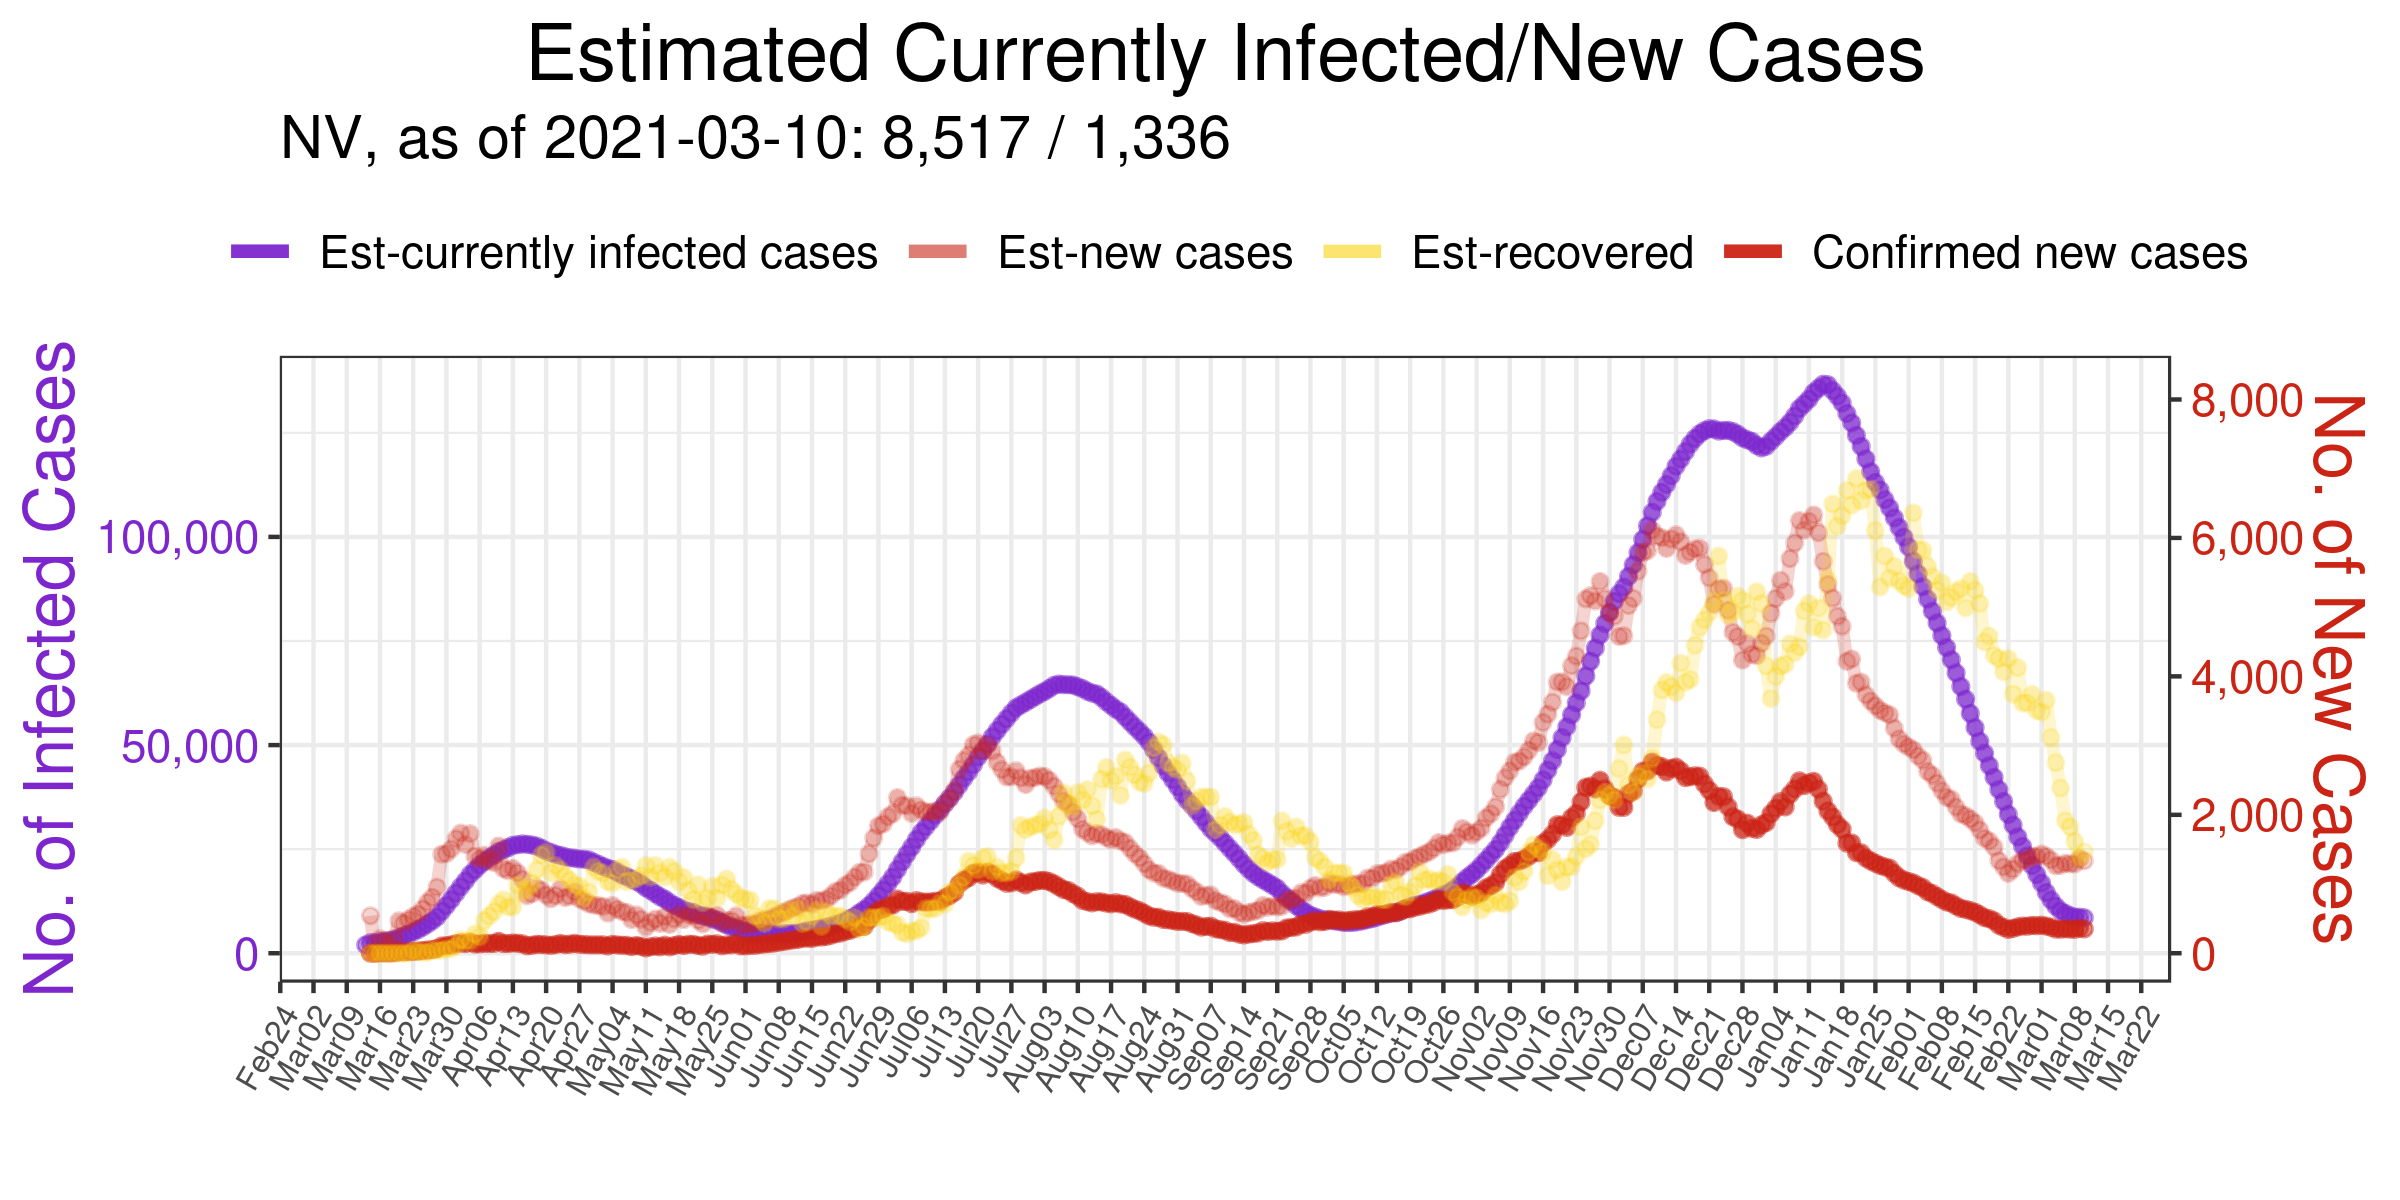 Estimated Currently Infected/New Cases
NV, as of 2021-03-10: 8,517 / 1,336
Est-currently infected cases Est-new cases Est-recovered Confirmed new cases
No. of Infected Cases
100,000
50,000
0
8,000
6,000
4,000
2,000
0
No. of New Cases
Feb24 Mar02 Mar09 Mar16 Mar23 Mar30 Apr06 Apr13 Apr20 Apr27 May04 May11 May18 May25 Jun01 Jun08 Jun15 Jun22 Jun29 Jul06 Jul13 Jul20 Jul27 Aug03 Aug10 Aug17 Aug24 Aug31 Sep07 Sep14 Sep21 Sep28 Oct05 Oct12 Oct19 Oct26 Nov02 Nov09 Nov16 Nov23 Nov30 Dec07 Dec14 Dec21 Dec28 Jan04 Jan11 Jan18 Jan25 Feb01 Feb08 Feb15 Feb22 Mar01 Mar08 Mar15 Mar22